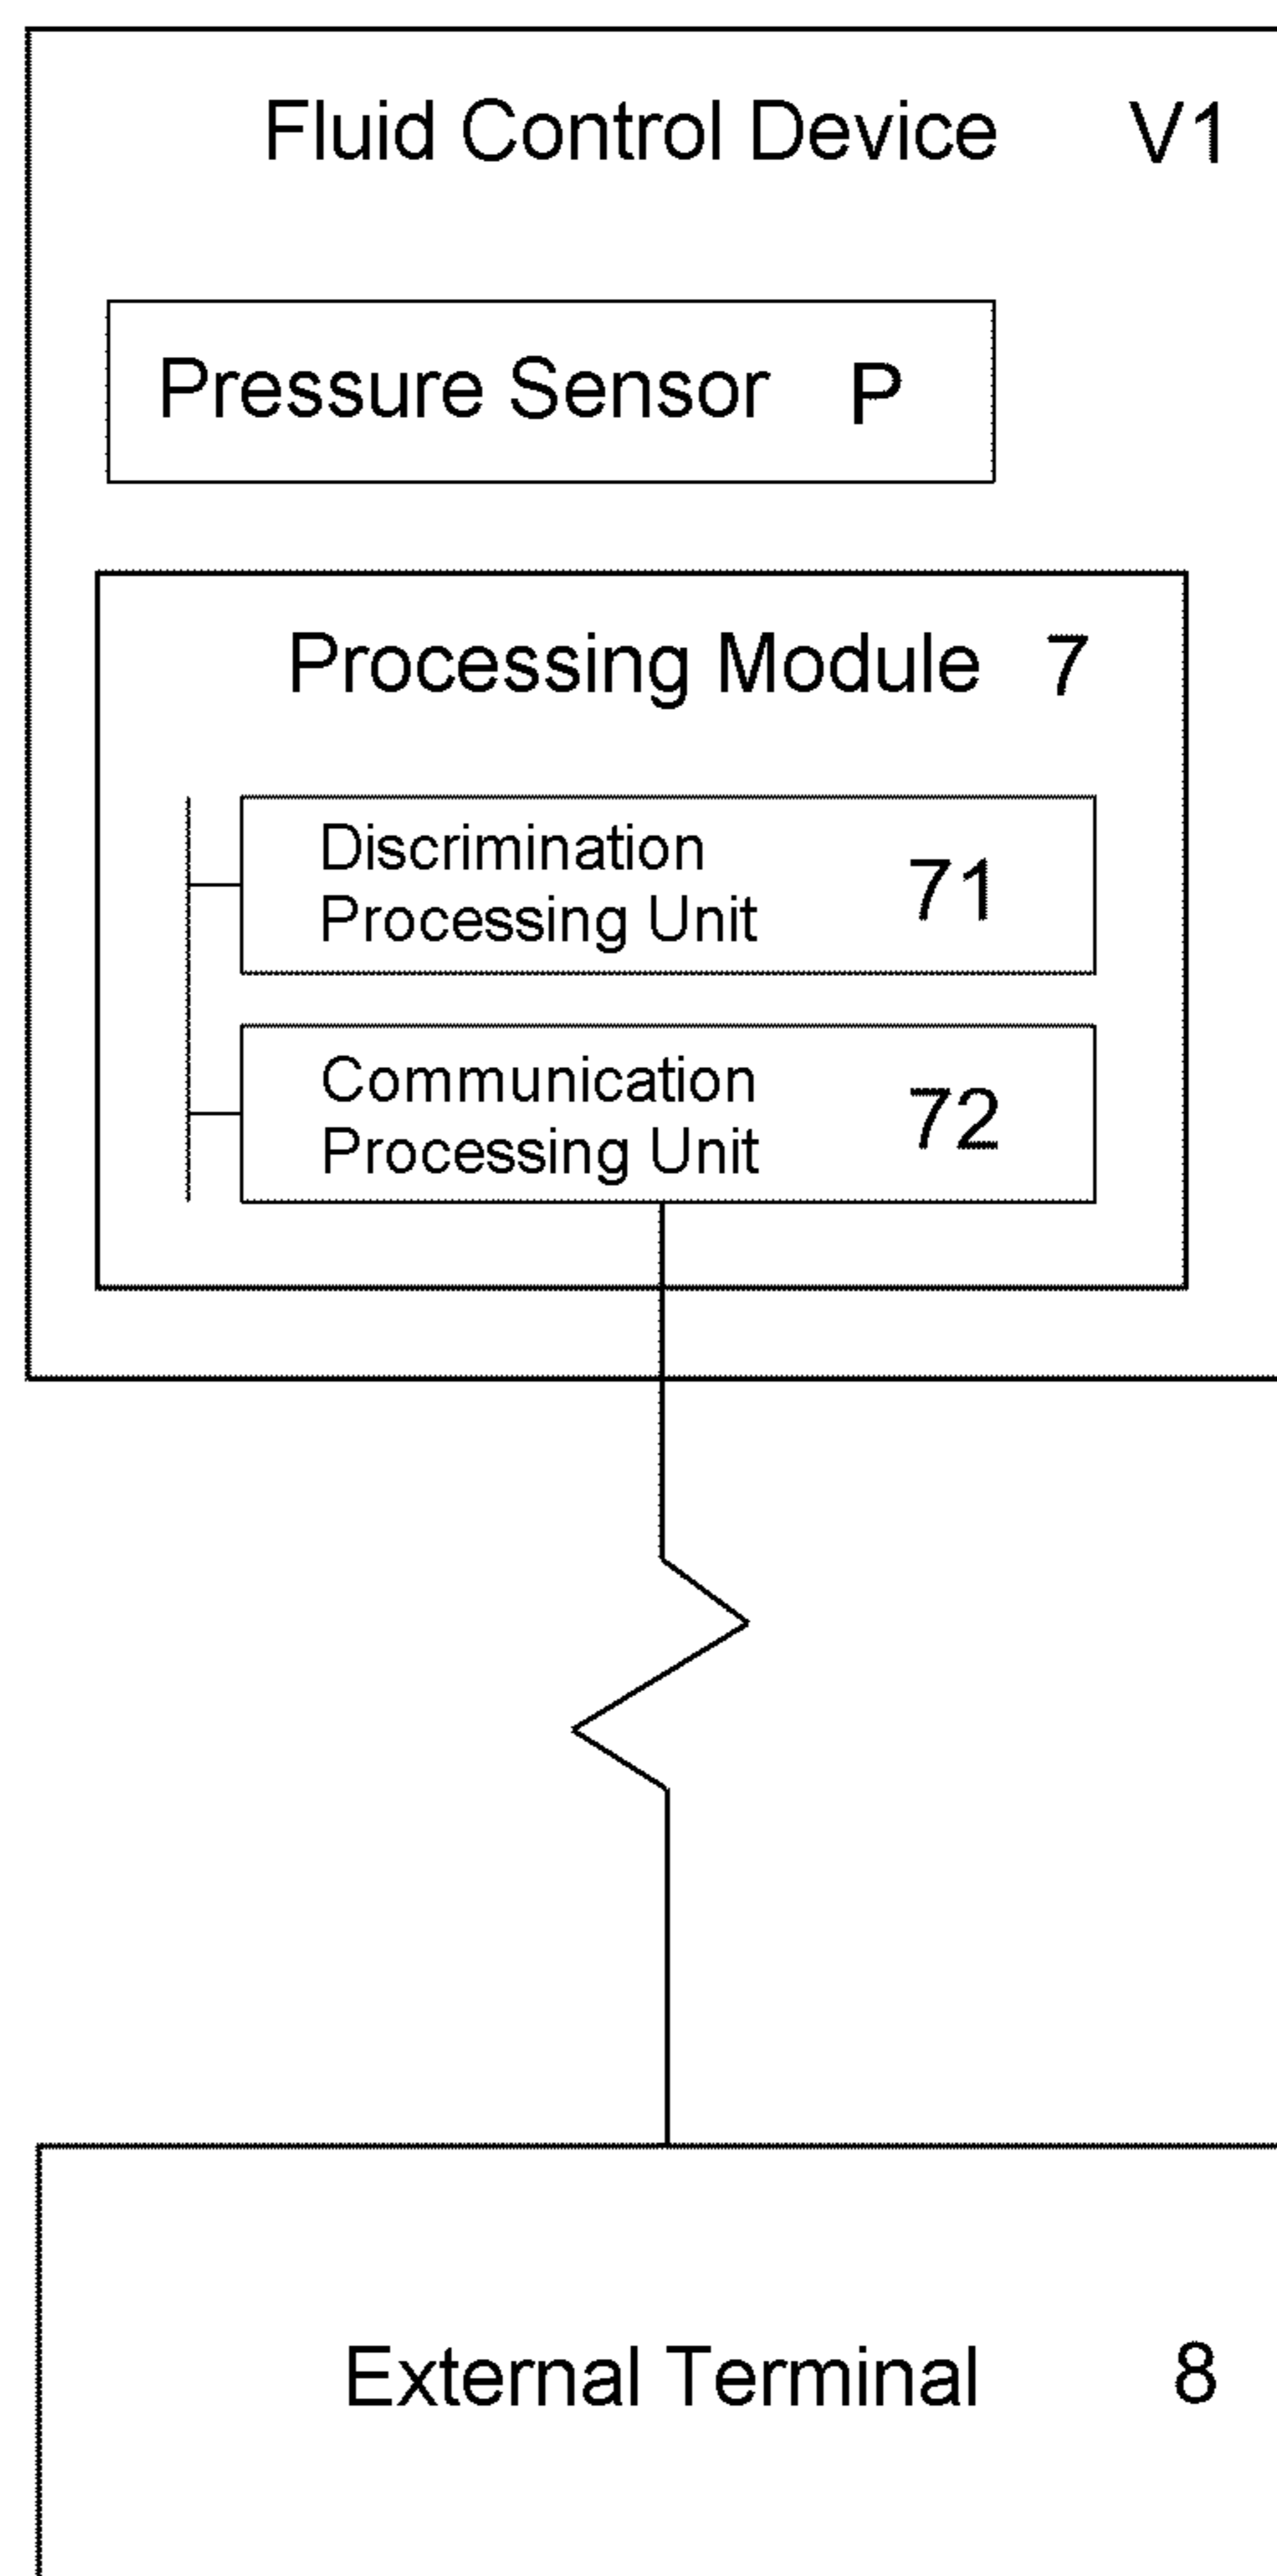 Fluid Control Device V1
Pressure Sensor P
Processing Module 7
Discrimination
Processing Unit 71
Communication
Processing Unit 72
External Terminal 8